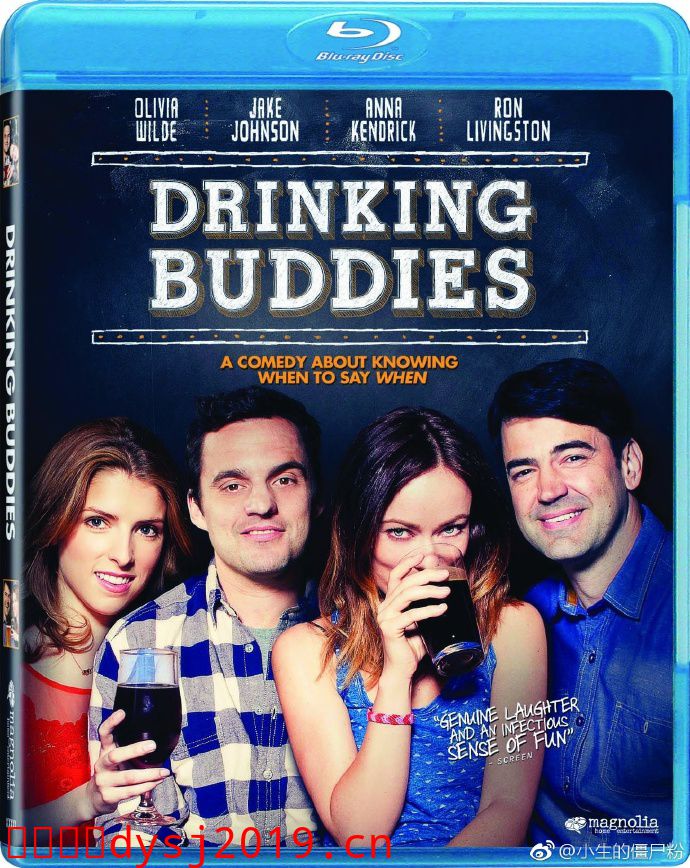 Blu-ray Disc
OLIVIA WILDE
JAKE JOHNSON
ANNA KENDRICK
RON LIVINGSTON
DRINKING
BUDDIES
A COMEDY ABOUT KNOWING
WHEN TO SAY WHEN
DRINKING BUDDIES
"GENUINE LAUGHTER
AND AN INFECTIOUS
SENSE OF FUN"
- SCREEN
magnolia
home entertainment
magnolia
dysj2019.cn
@小生的僵尸粉